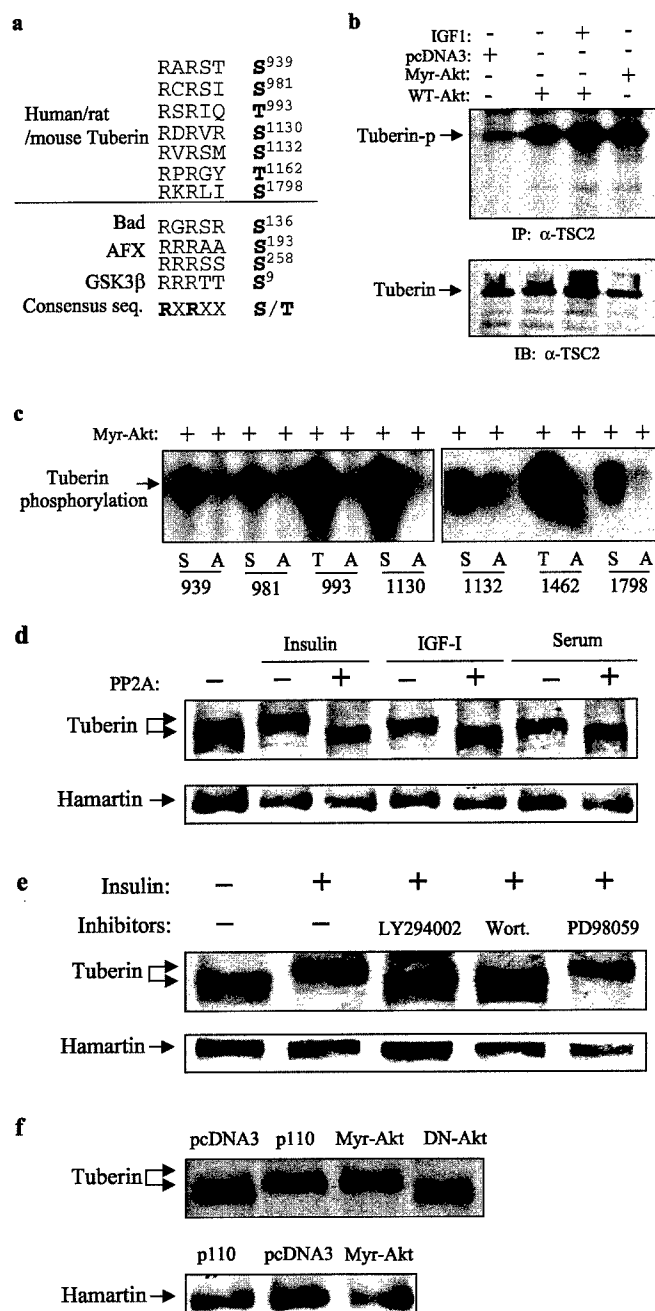 a
Human/rat
/mouse Tuberin
RARST S939
RCRSI S981
RSRIQ T993
RDRVR S1130
RVRSM S1132
RPRGY T1162
RKRLI S1798
Bad RGRSR S136
AFX RRRAA S193
RRRSS S258
GSK3β RRRTT S9
Consensus seq. RXRXX S/T
b
IGF1: - - + -
pcDNA3: + - - -
Myr-Akt: - - - +
WT-Akt: - + + -
Tuberin-p
IP: α-TSC2
Tuberin
IB: α-TSC2
c
Myr-Akt: + + + + + + + + + + + + + +
Tuberin
phosphorylation
S A S A T A S A S A T A S A
939 981 993 1130 1132 1462 1798
d
Insulin IGF-I Serum
PP2A: - - + - + - +
Tuberin
Hamartin
e
Insulin: - + + + +
Inhibitors: - - LY294002 Wort. PD98059
Tuberin
Hamartin
f
pcDNA3 p110 Myr-Akt DN-Akt
Tuberin
p110 pcDNA3 Myr-Akt
Hamartin